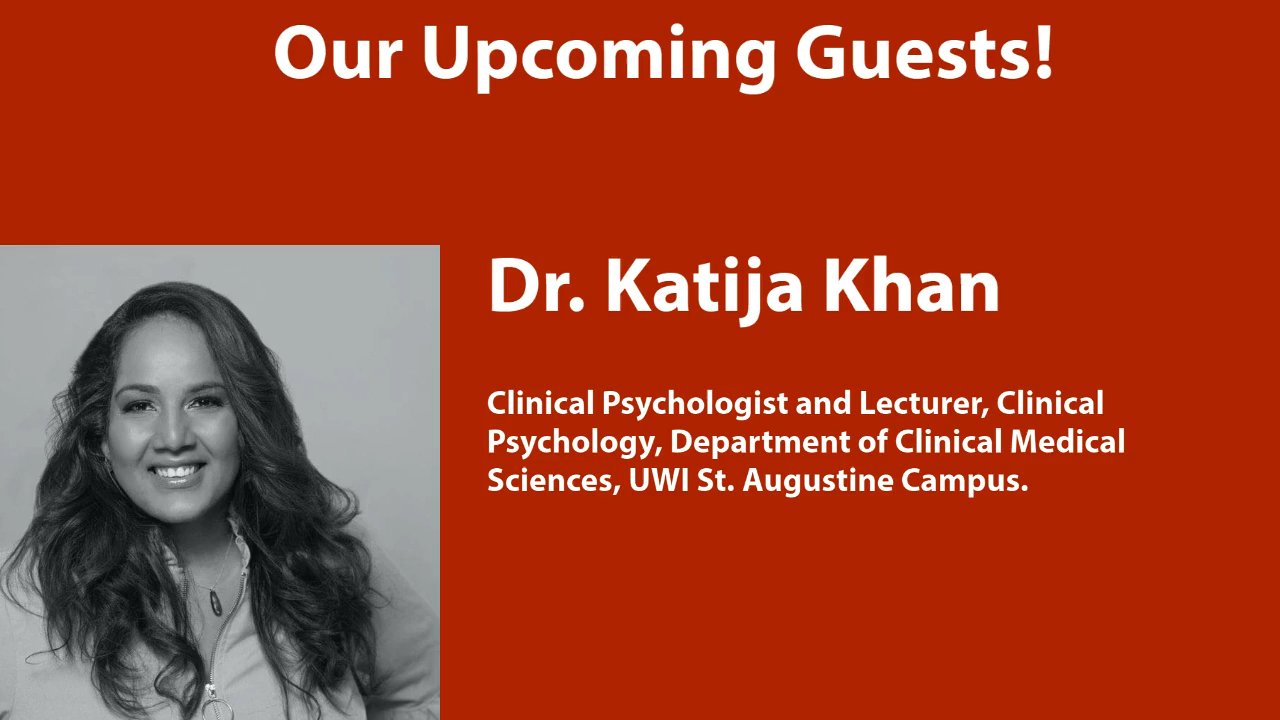 Our Upcoming Guests!
Dr. Katija Khan
Clinical Psychologist and Lecturer, Clinical
Psychology, Department of Clinical Medical
Sciences, UWI St. Augustine Campus.